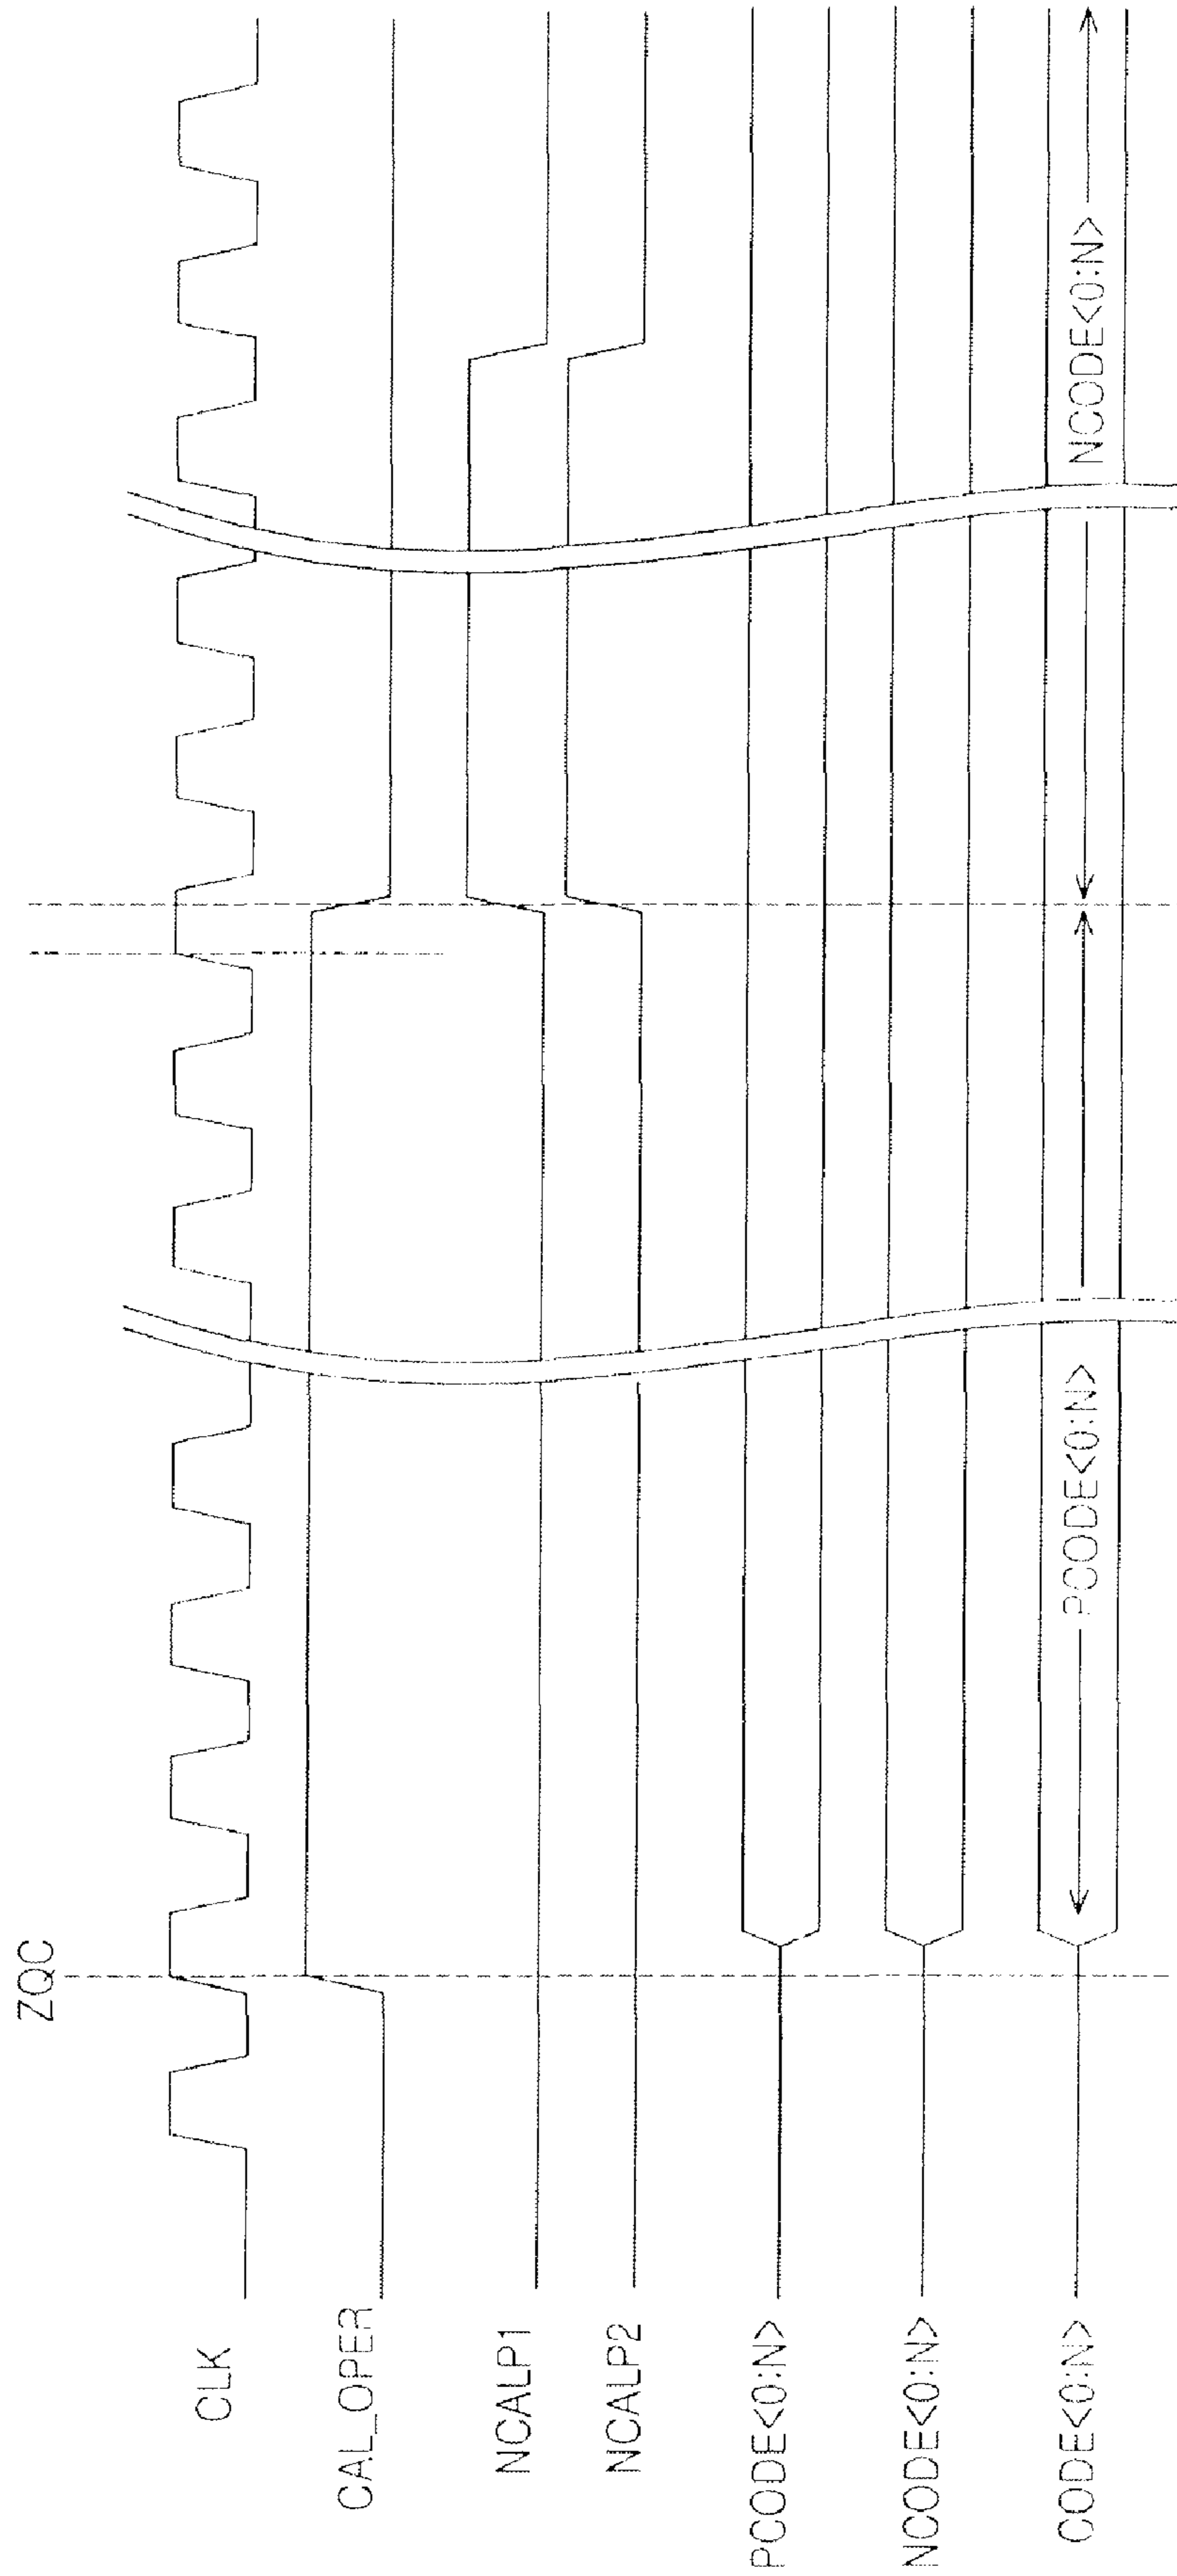 ZQC
CLK
CAL_OPER
NCALP1
NCALP2
PCODE<0:N>
NCODE<0:N>
CODE<0:N>
PCODE<0:N>
NCODE<0:N>